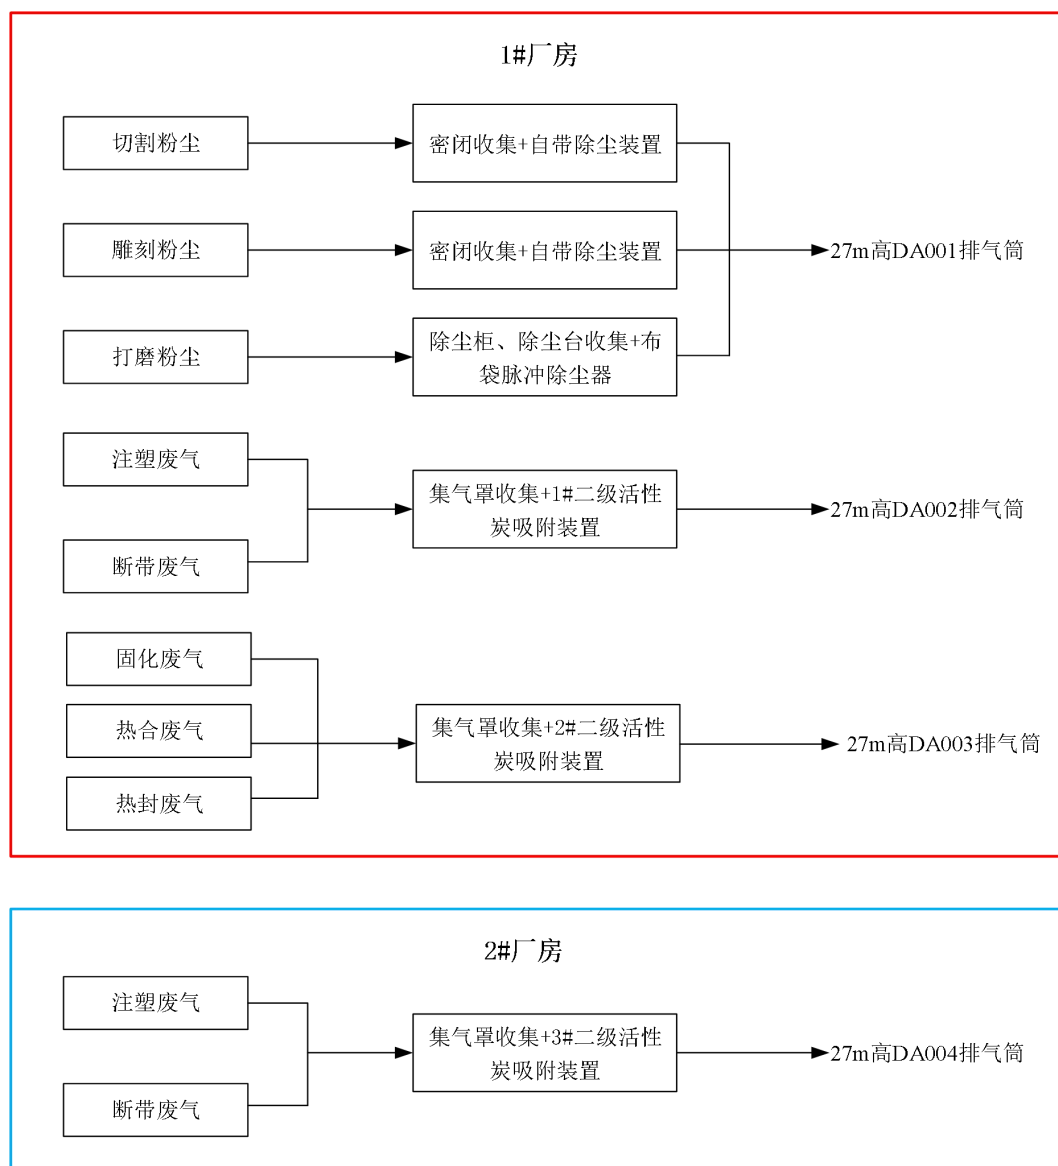 1#厂房
切割粉尘
密闭收集+自带除尘装置
雕刻粉尘
密闭收集+自带除尘装置
27m高DA001排气筒
打磨粉尘
除尘柜、除尘台收集+布
袋脉冲除尘器
注塑废气
断带废气
集气罩收集+1#二级活性
炭吸附装置
27m高DA002排气筒
固化废气
热合废气
热封废气
集气罩收集+2#二级活性
炭吸附装置
27m高DA003排气筒
2#厂房
注塑废气
断带废气
集气罩收集+3#二级活性
炭吸附装置
27m高DA004排气筒